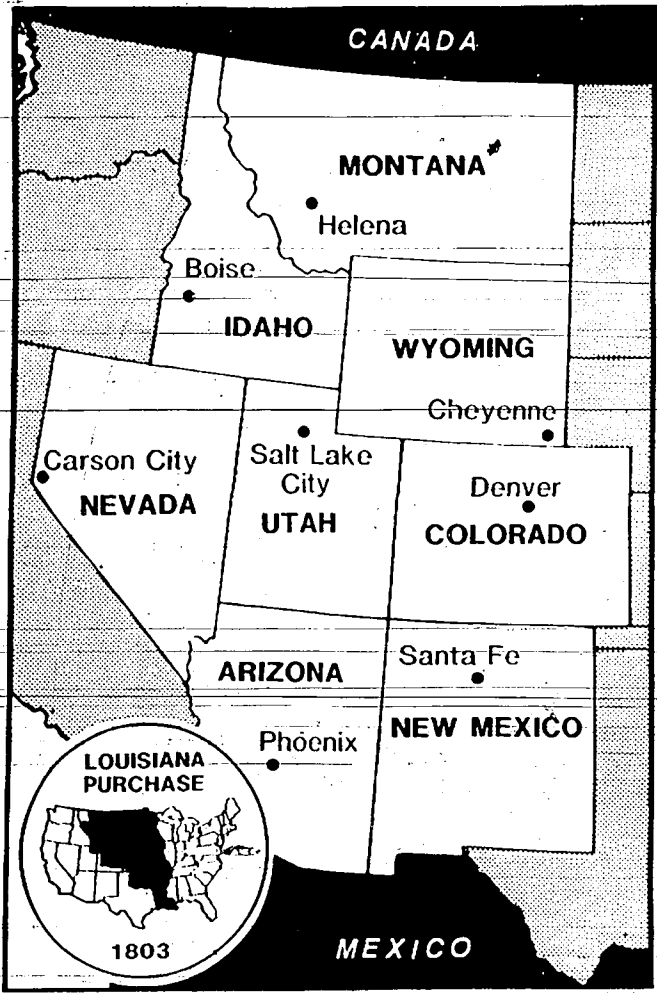 CANADA
MONTANA
Helena
Boise
IDAHO
WYOMING
Cheyenne
Carson City
NEVADA
Salt Lake
City
UTAH
Denver
COLORADO
ARIZONA
Santa Fe
NEW MEXICO
Phoenix
LOUISIANA
PURCHASE
1803
MEXICO